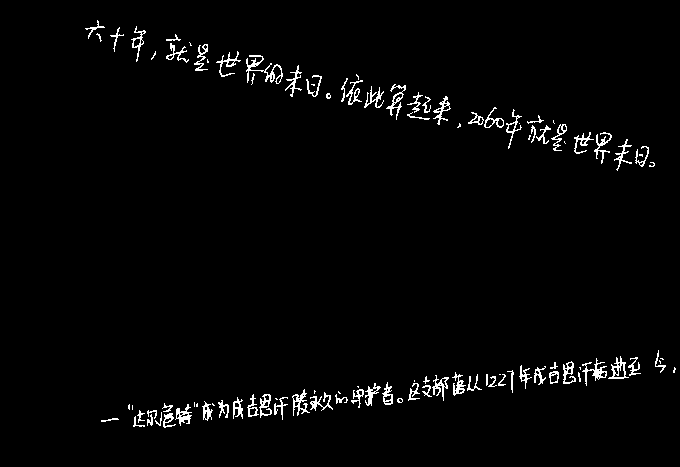 六十年，就是世界的末日。依此算起来，2060年就是世界末日。
一“达尔扈特”成为成吉思汗陵永久的守护者。这支部落从1227年成吉思汗病逝至今，